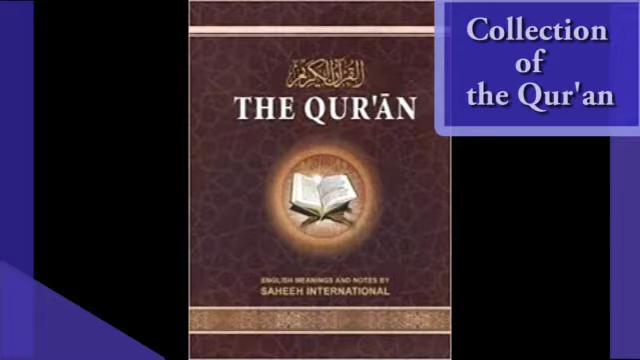 Collection
of
the Qur'an
القرآن الكريم
THE QUR'ĀN
ENGLISH MEANINGS AND NOTES BY
SAHEEH INTERNATIONAL